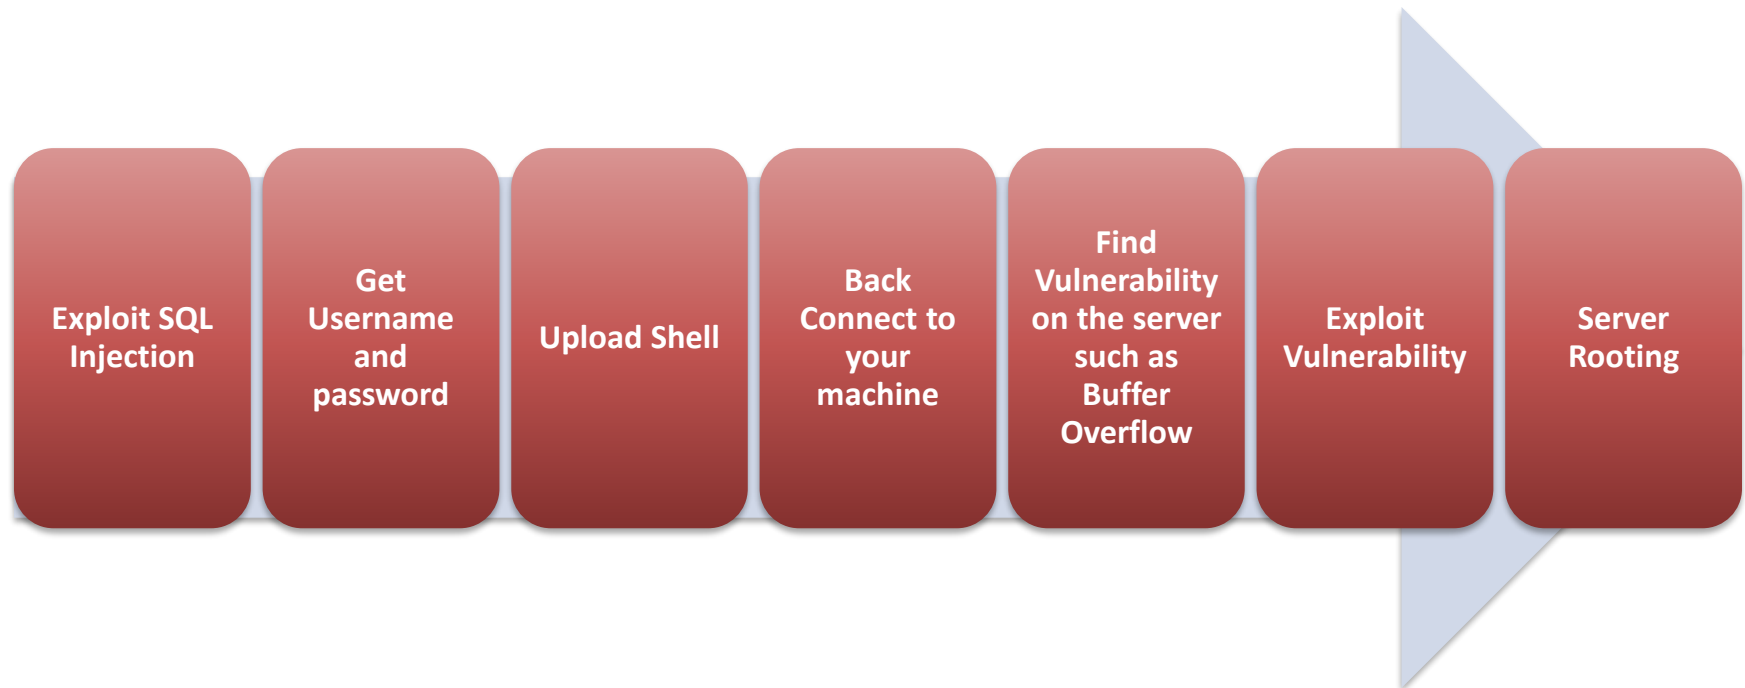 Exploit SQL
Injection
Get
Username
and
password
Upload Shell
Back
Connect to
your
machine
Find
Vulnerability
on the server
such as
Buffer
Overflow
Exploit
Vulnerability
Server
Rooting